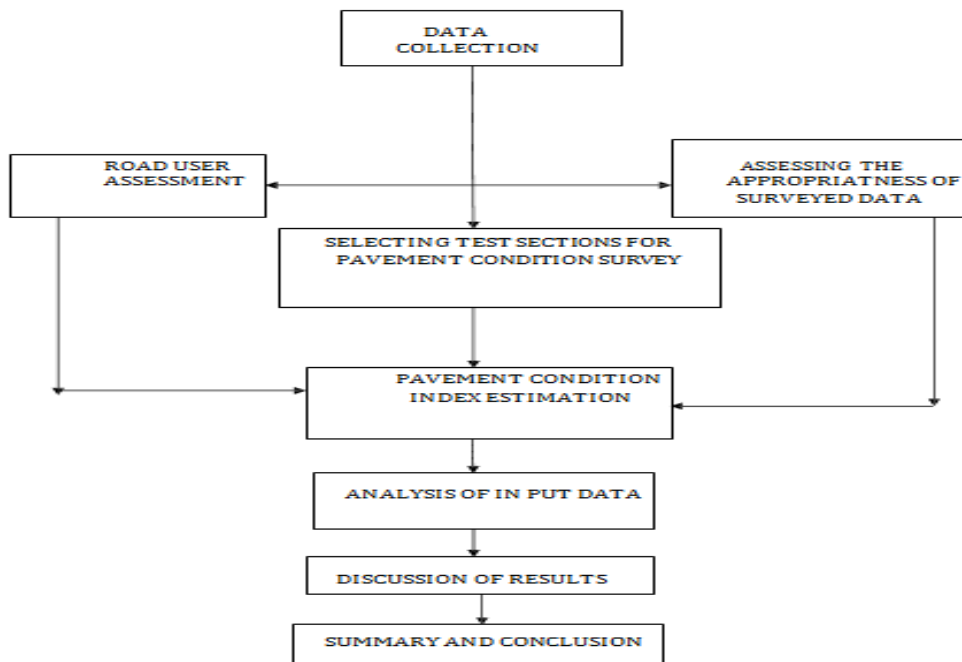 DATA
COLLECTION
ROAD USER
ASSESSMENT
ASSESSING THE
APPROPRIATNESS OF
SURVEYED DATA
SELECTING TEST SECTIONS FOR
PAVEMENT CONDITION SURVEY
PAVEMENT CONDITION
INDEX ESTIMATION
ANALYSIS OF IN PUT DATA
DISCUSSION OF RESULTS
SUMMARY AND CONCLUSION